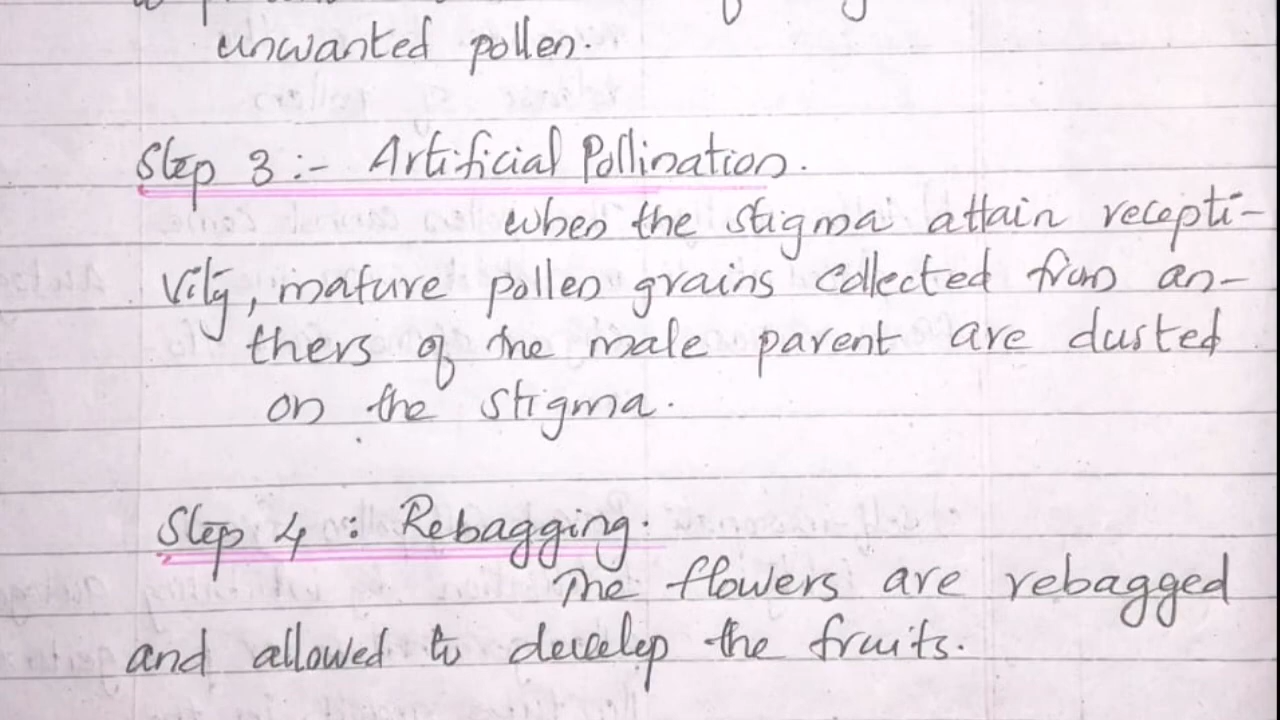 unwanted pollen.
Step 3 :- Artificial Pollination.
when the stigma attain recepti-
vity, mature pollen grains collected from an-
thers of the male parent are dusted
on the stigma.
Step 4 : Rebagging.
The flowers are rebagged
and allowed to develop the fruits.